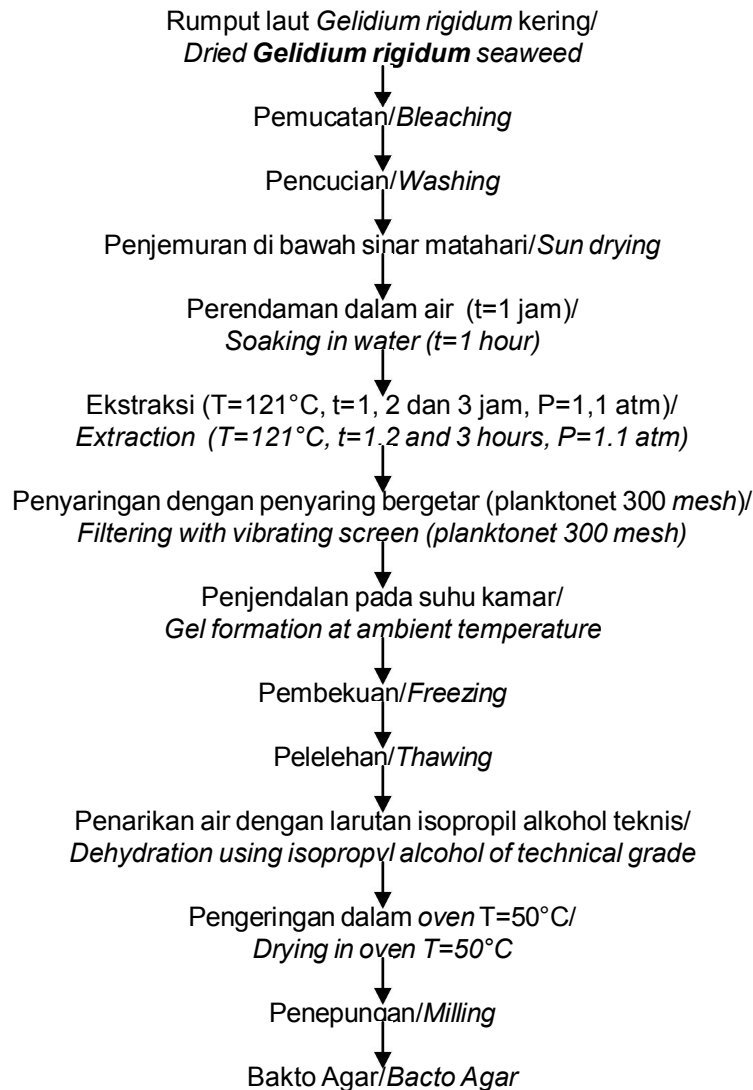 Rumput laut Gelidium rigidum kering/
Dried Gelidium rigidum seaweed
Pemucatan/Bleaching
Pencucian/Washing
Penjemuran di bawah sinar matahari/Sun drying
Perendaman dalam air (t=1 jam)/
Soaking in water (t=1 hour)
Ekstraksi (T=121°C, t=1, 2 dan 3 jam, P=1,1 atm)/
Extraction (T=121°C, t=1.2 and 3 hours, P=1.1 atm)
Penyaringan dengan penyaring bergetar (planktonet 300 mesh)/
Filtering with vibrating screen (planktonet 300 mesh)
Penjendalan pada suhu kamar/
Gel formation at ambient temperature
Pembekuan/Freezing
Pelelehan/Thawing
Penarikan air dengan larutan isopropil alkohol teknis/
Dehydration using isopropyl alcohol of technical grade
Pengeringan dalam oven T=50°C/
Drying in oven T=50°C
Penepungan/Milling
Bakto Agar/Bacto Agar